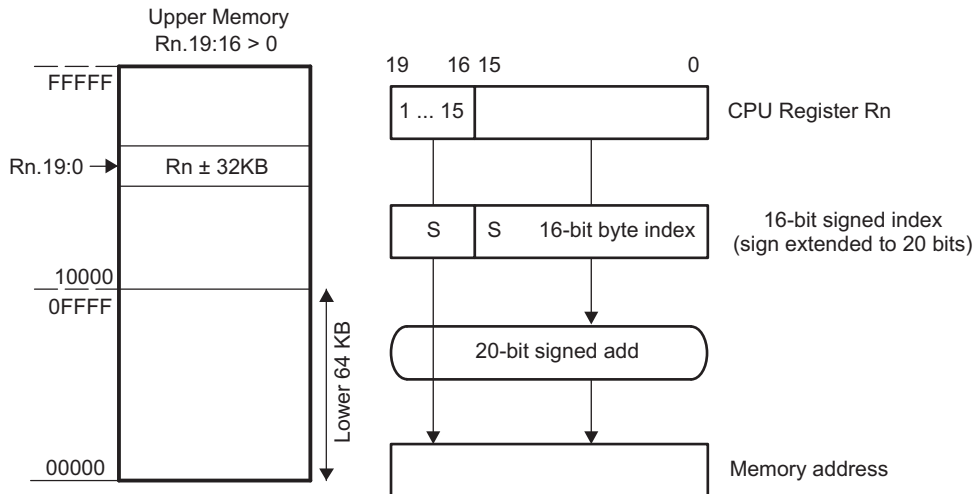 Upper Memory
Rn.19:16 > 0
FFFFF
Rn.19:0
Rn ± 32KB
10000
0FFFF
Lower 64 KB
00000
19 16 15 0
1 ... 15
CPU Register Rn
S S 16-bit byte index
16-bit signed index
(sign extended to 20 bits)
20-bit signed add
Memory address